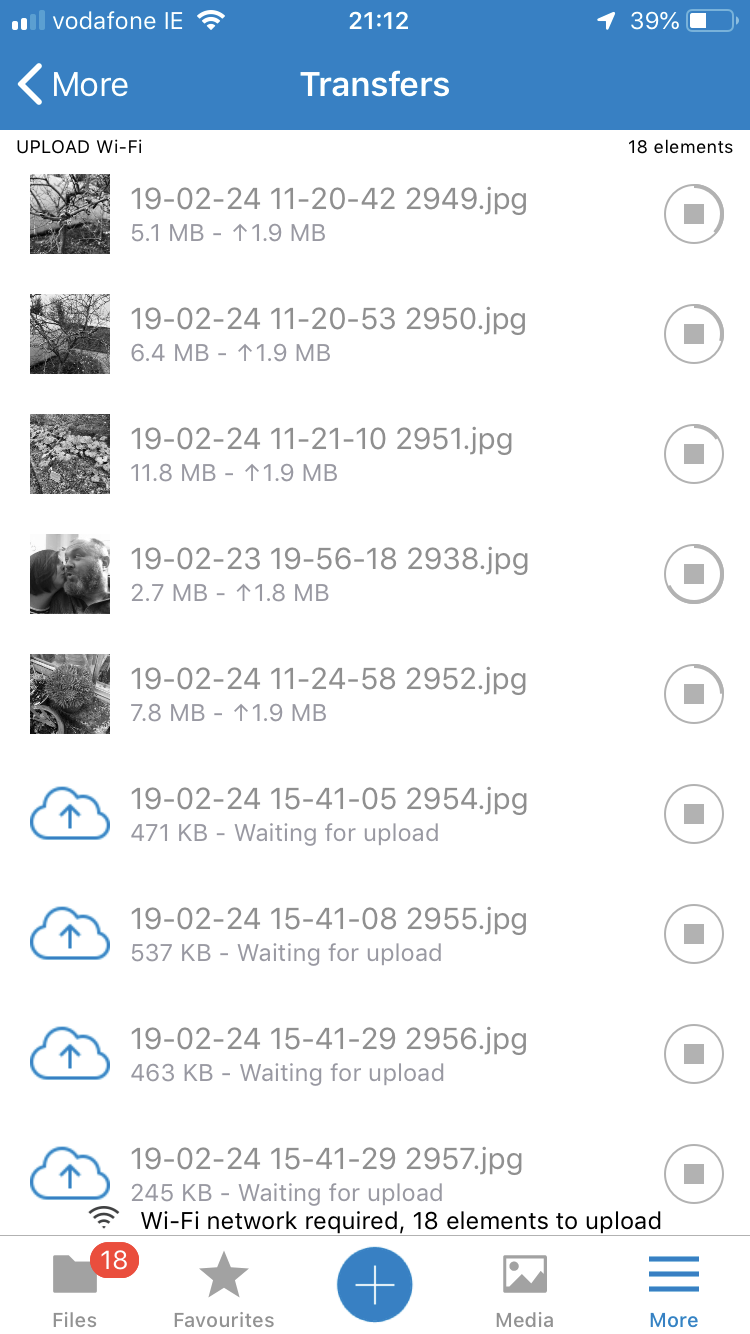 vodafone IE 21:12 39%
More Transfers
UPLOAD Wi-Fi 18 elements
19-02-24 11-20-42 2949.jpg
5.1 MB - ↑1.9 MB
19-02-24 11-20-53 2950.jpg
6.4 MB - ↑1.9 MB
19-02-24 11-21-10 2951.jpg
11.8 MB - ↑1.9 MB
19-02-23 19-56-18 2938.jpg
2.7 MB - ↑1.8 MB
19-02-24 11-24-58 2952.jpg
7.8 MB - ↑1.9 MB
19-02-24 15-41-05 2954.jpg
471 KB - Waiting for upload
19-02-24 15-41-08 2955.jpg
537 KB - Waiting for upload
19-02-24 15-41-29 2956.jpg
463 KB - Waiting for upload
19-02-24 15-41-29 2957.jpg
245 KB - Waiting for upload
Wi-Fi network required, 18 elements to upload
18
Files Favourites Media More